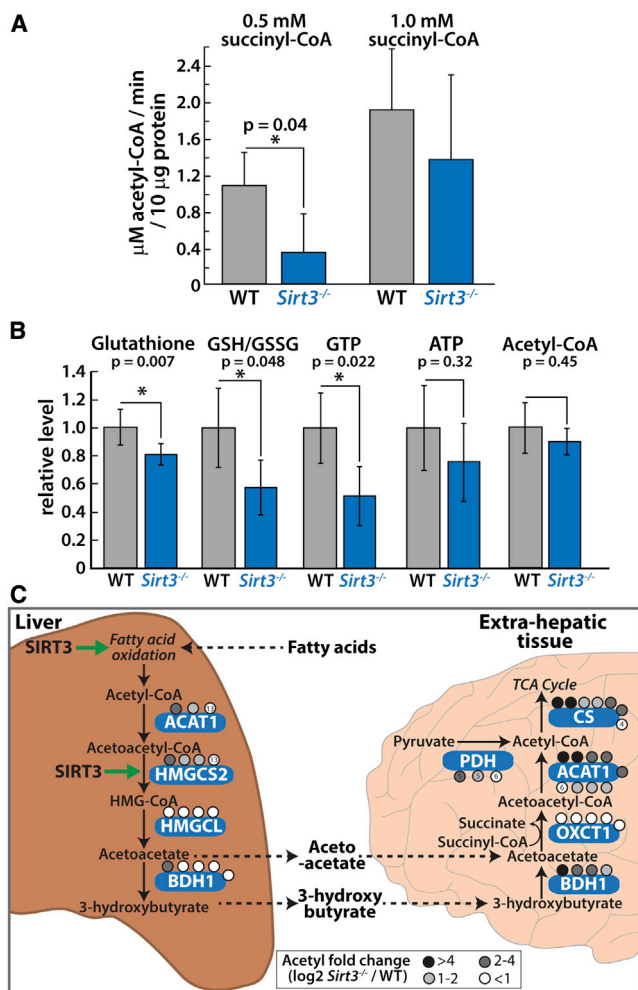 A
0.5 mM
succinyl-CoA
1.0 mM
succinyl-CoA
μM acetyl-CoA / min
/ 10 μg protein
2.4
2.0
1.6
1.2
0.8
0.4
0
p = 0.04
*
WT
Sirt3-/-
WT
Sirt3-/-
B
Glutathione
p = 0.007
GSH/GSSG
p = 0.048
GTP
p = 0.022
ATP
p = 0.32
Acetyl-CoA
p = 0.45
relative level
1.4
1.2
1.0
0.8
0.6
0.4
0.2
0
*
*
*
WT Sirt3-/-
WT Sirt3-/-
WT Sirt3-/-
WT Sirt3-/-
WT Sirt3-/-
C
Liver
SIRT3
Fatty acid
oxidation
Fatty acids
Acetyl-CoA
13
ACAT1
Acetoacetyl-CoA
13
SIRT3
HMGCS2
HMG-CoA
HMGCL
Acetoacetate
BDH1
3-hydroxybutyrate
Aceto
-acetate
3-hydroxy
butyrate
Extra-hepatic
tissue
TCA Cycle
CS
4
Pyruvate
Acetyl-CoA
PDH
5 6
ACAT1
6
Acetoacetyl-CoA
Succinate
Succinyl-CoA
OXCT1
Acetoacetate
BDH1
3-hydroxybutyrate
Acetyl fold change
(log2 Sirt3-/- / WT)
>4
2-4
1-2
<1